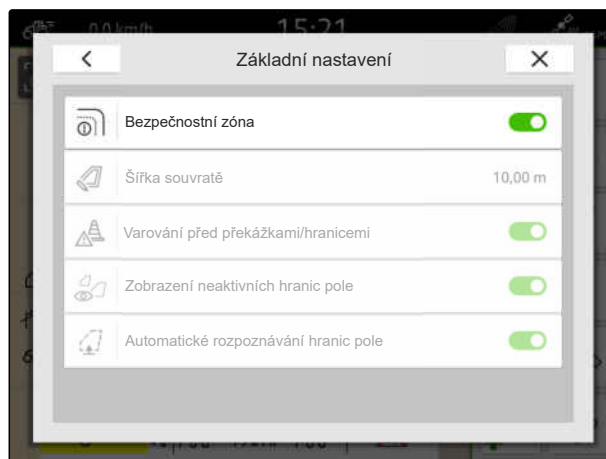 0.0 km/h
15:21
Základní nastavení
Bezpečnostní zóna
Šířka souvratě
10,00 m
Varování před překážkami/hranicemi
Zobrazení neaktivních hranic pole
Automatické rozpoznávání hranic pole